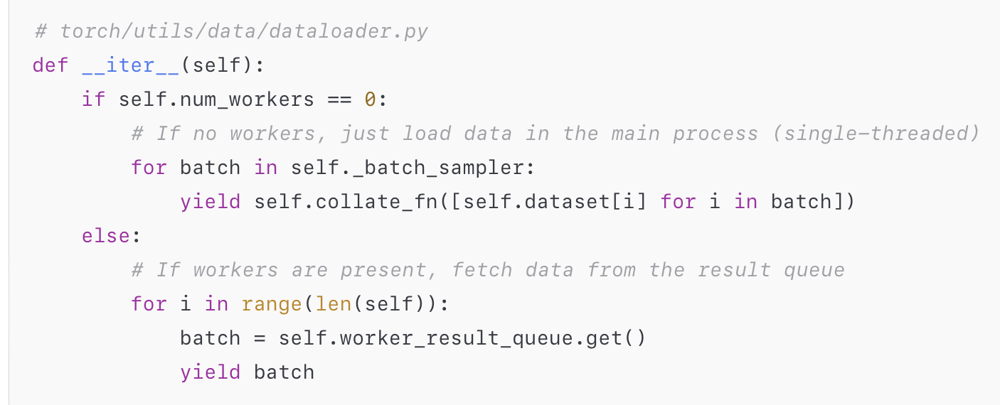 # torch/utils/data/dataloader.py
def __iter__(self):
    if self.num_workers == 0:
        # If no workers, just load data in the main process (single-threaded)
        for batch in self._batch_sampler:
            yield self.collate_fn([self.dataset[i] for i in batch])
    else:
        # If workers are present, fetch data from the result queue
        for i in range(len(self)):
            batch = self.worker_result_queue.get()
            yield batch